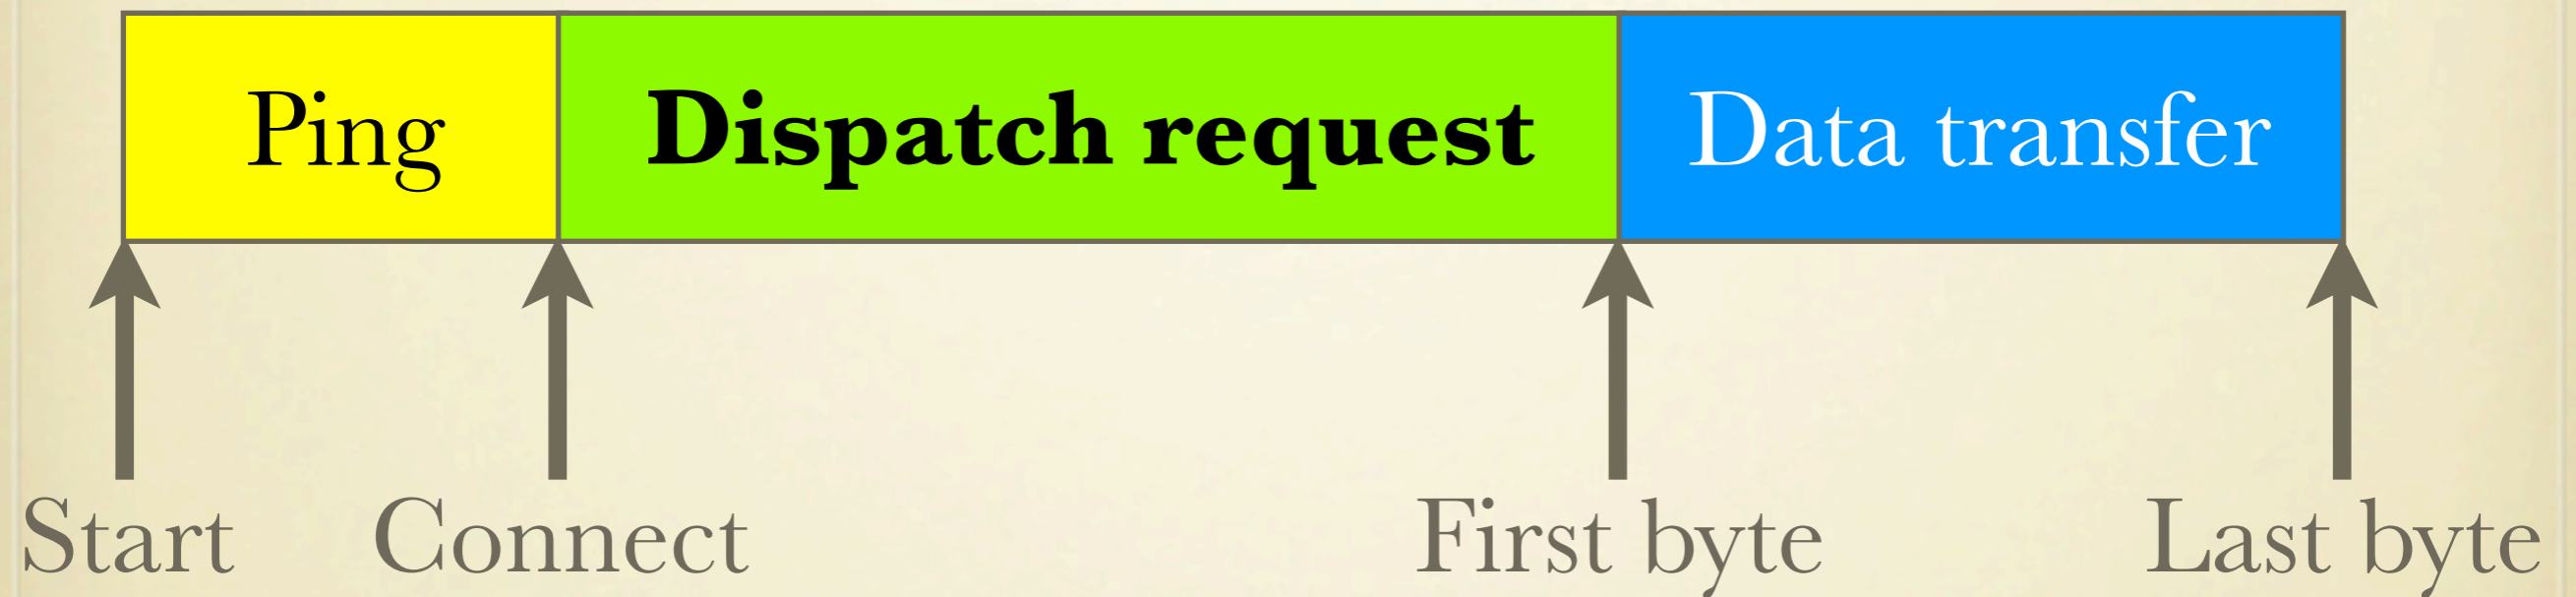 Ping Dispatch request Data transfer
Start Connect First byte Last byte